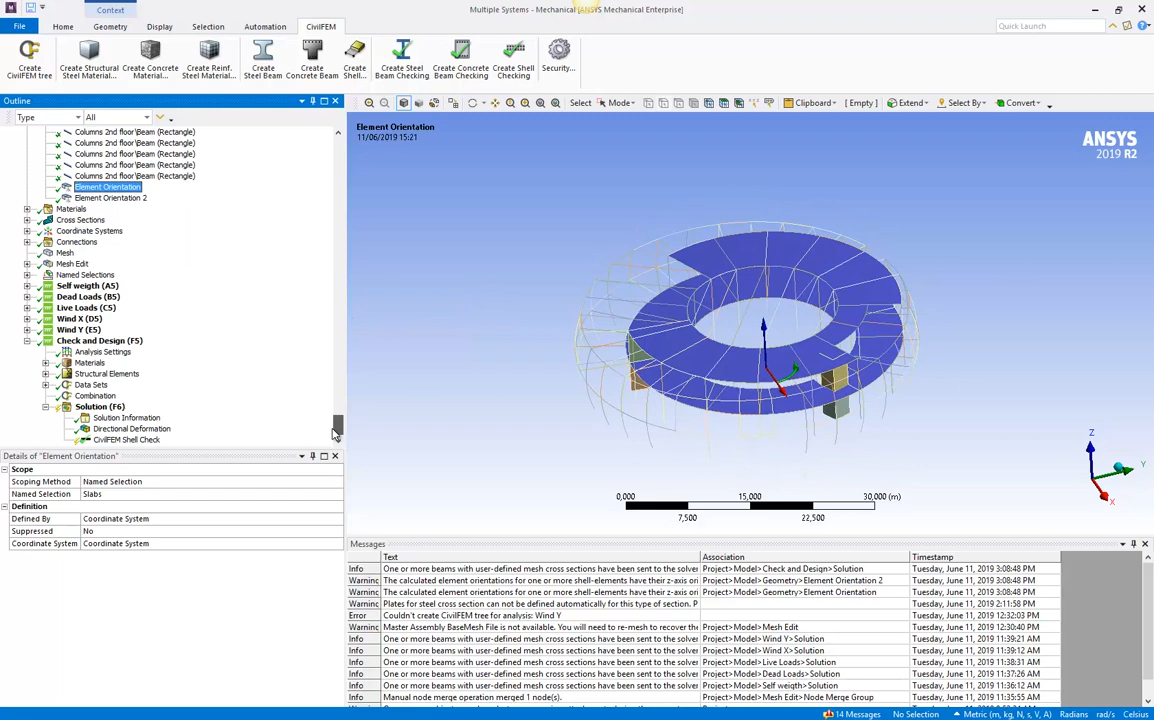 Context
Multiple Systems - Mechanical [ANSYS Mechanical Enterprise]
File Home Geometry Display Selection Automation CivilFEM
Quick Launch
Create CivilFEM tree
Create Structural Steel Material...
Create Concrete Material...
Create Reinf. Steel Material...
Create Steel Beam
Create Concrete Beam
Create Shell...
Create Steel Beam Checking
Create Concrete Beam Checking
Create Shell Checking
Security...
Outline
Select Mode Clipboard [ Empty ] Extend Select By Convert
Type All
Columns 2nd floor\Beam (Rectangle)
Columns 2nd floor\Beam (Rectangle)
Columns 2nd floor\Beam (Rectangle)
Columns 2nd floor\Beam (Rectangle)
Columns 2nd floor\Beam (Rectangle)
Element Orientation
Element Orientation 2
Materials
Cross Sections
Coordinate Systems
Connections
Mesh
Mesh Edit
Named Selections
Self weigth (A5)
Dead Loads (B5)
Live Loads (C5)
Wind X (D5)
Wind Y (E5)
Check and Design (F5)
Analysis Settings
Materials
Structural Elements
Data Sets
Combination
Solution (F6)
Solution Information
Directional Deformation
CivilFEM Shell Check
Element Orientation
11/06/2019 15:21
ANSYS
2019 R2
Z
Y
X
0,000 15,000 30,000 (m)
7,500 22,500
Details of "Element Orientation"
Scope
Scoping Method Named Selection
Named Selection Slabs
Definition
Defined By Coordinate System
Suppressed No
Coordinate System Coordinate System
Messages
Text Association Timestamp
Info One or more beams with user-defined mesh cross sections have been sent to the solver Project>Model>Check and Design>Solution Tuesday, June 11, 2019 3:08:48 PM
Warning The calculated element orientations for one or more shell-elements have their z-axis ori Project>Model>Geometry>Element Orientation 2 Tuesday, June 11, 2019 3:08:48 PM
Warning The calculated element orientations for one or more shell-elements have their z-axis ori Project>Model>Geometry>Element Orientation Tuesday, June 11, 2019 3:08:48 PM
Warning Plates for steel cross section can not be defined automatically for this type of section. P Tuesday, June 11, 2019 2:11:58 PM
Error Couldn't create CivilFEM tree for analysis: Wind Y Tuesday, June 11, 2019 12:32:03 PM
Warning Master Assembly BaseMesh File is not available. You will need to re-mesh to recover the Project>Model>Mesh Edit Tuesday, June 11, 2019 12:30:40 PM
Info One or more beams with user-defined mesh cross sections have been sent to the solver Project>Model>Wind Y>Solution Tuesday, June 11, 2019 11:39:21 AM
Info One or more beams with user-defined mesh cross sections have been sent to the solver Project>Model>Wind X>Solution Tuesday, June 11, 2019 11:39:02 AM
Info One or more beams with user-defined mesh cross sections have been sent to the solver Project>Model>Live Loads>Solution Tuesday, June 11, 2019 11:38:31 AM
Info One or more beams with user-defined mesh cross sections have been sent to the solver Project>Model>Dead Loads>Solution Tuesday, June 11, 2019 11:37:26 AM
Info One or more beams with user-defined mesh cross sections have been sent to the solver Project>Model>Self weigth>Solution Tuesday, June 11, 2019 11:36:12 AM
Info Manual node merge operation merged 1 node(s). Project>Model>Mesh Edit>Node Merge Group Tuesday, June 11, 2019 11:35:55 AM
14 Messages No Selection Metric (m, kg, N, s, V, A) Radians rad/s Celsius